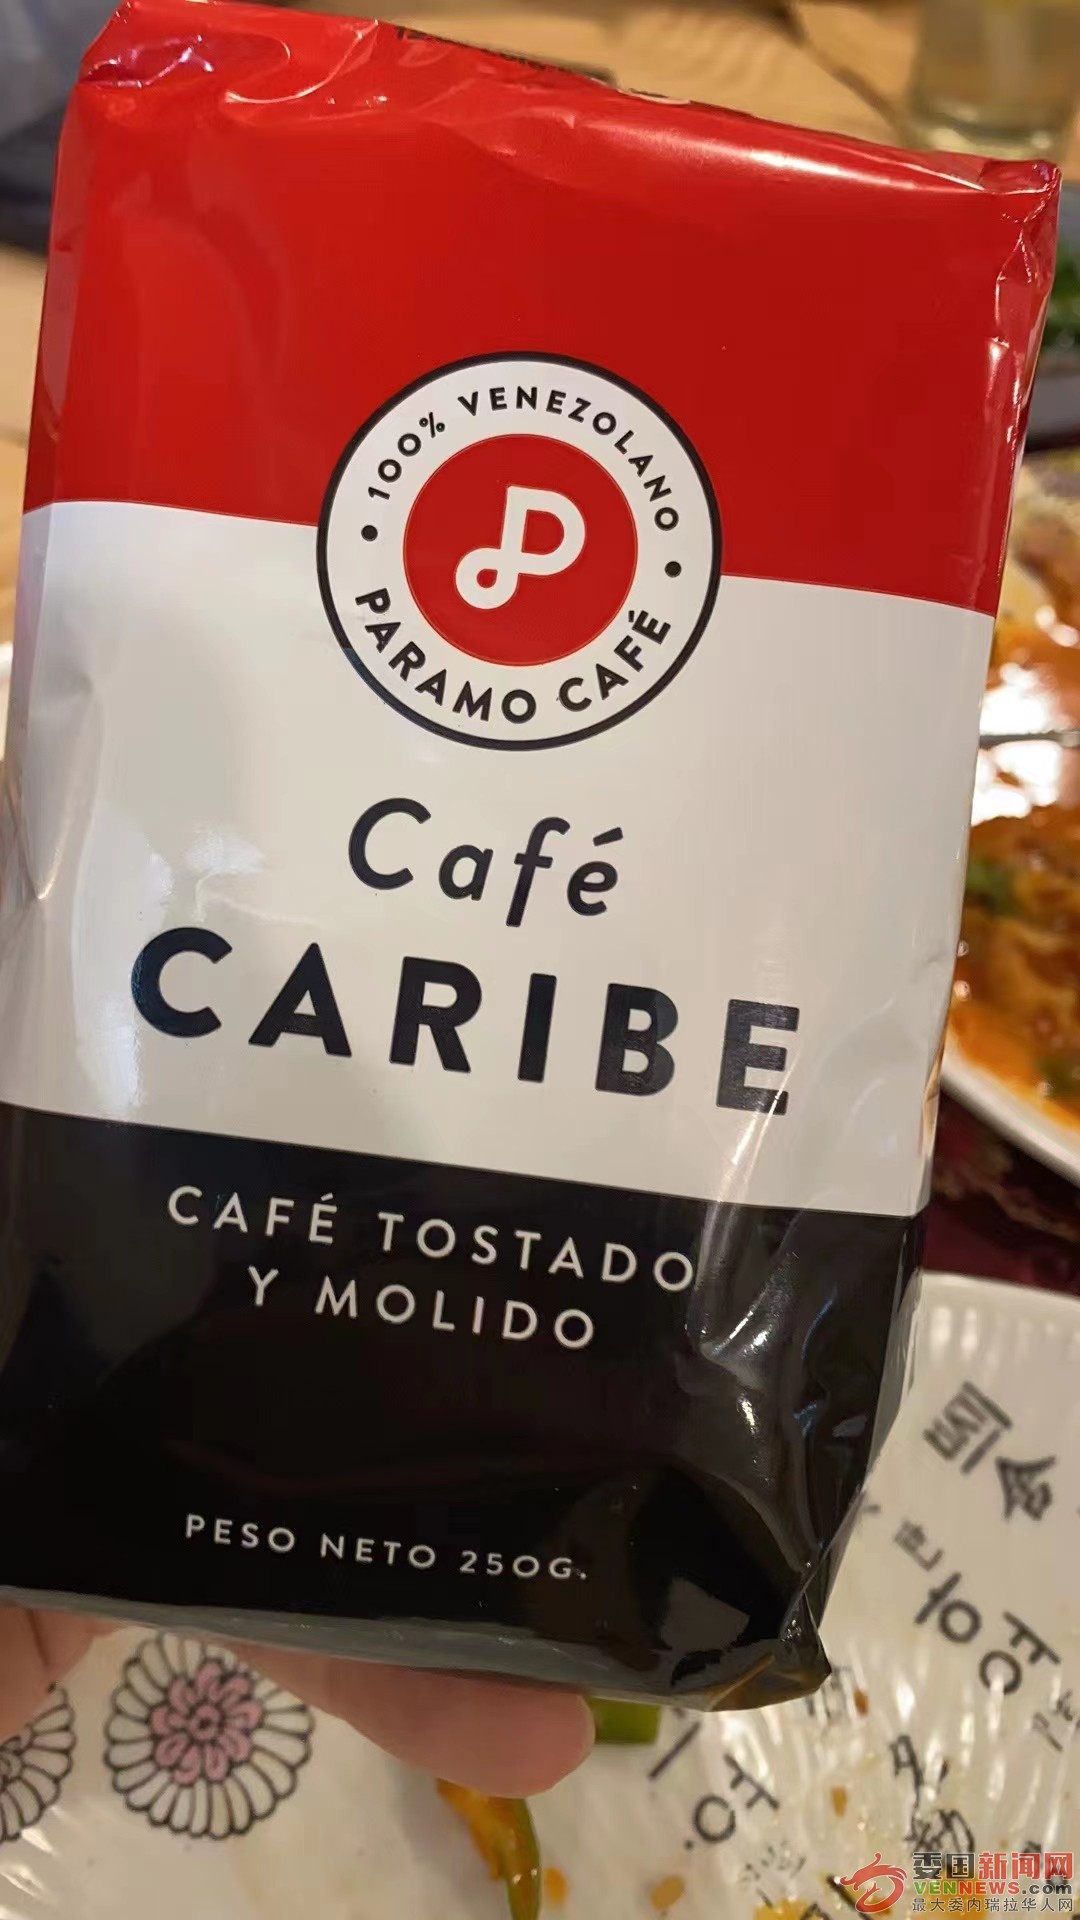 100% VENEZOLANO
PARAMO CAFÉ
Café
CARIBE
CAFÉ TOSTADO
Y MOLIDO
PESO NETO 250G.
委国新闻网
VENNEWS.com
最大委内瑞拉华人网